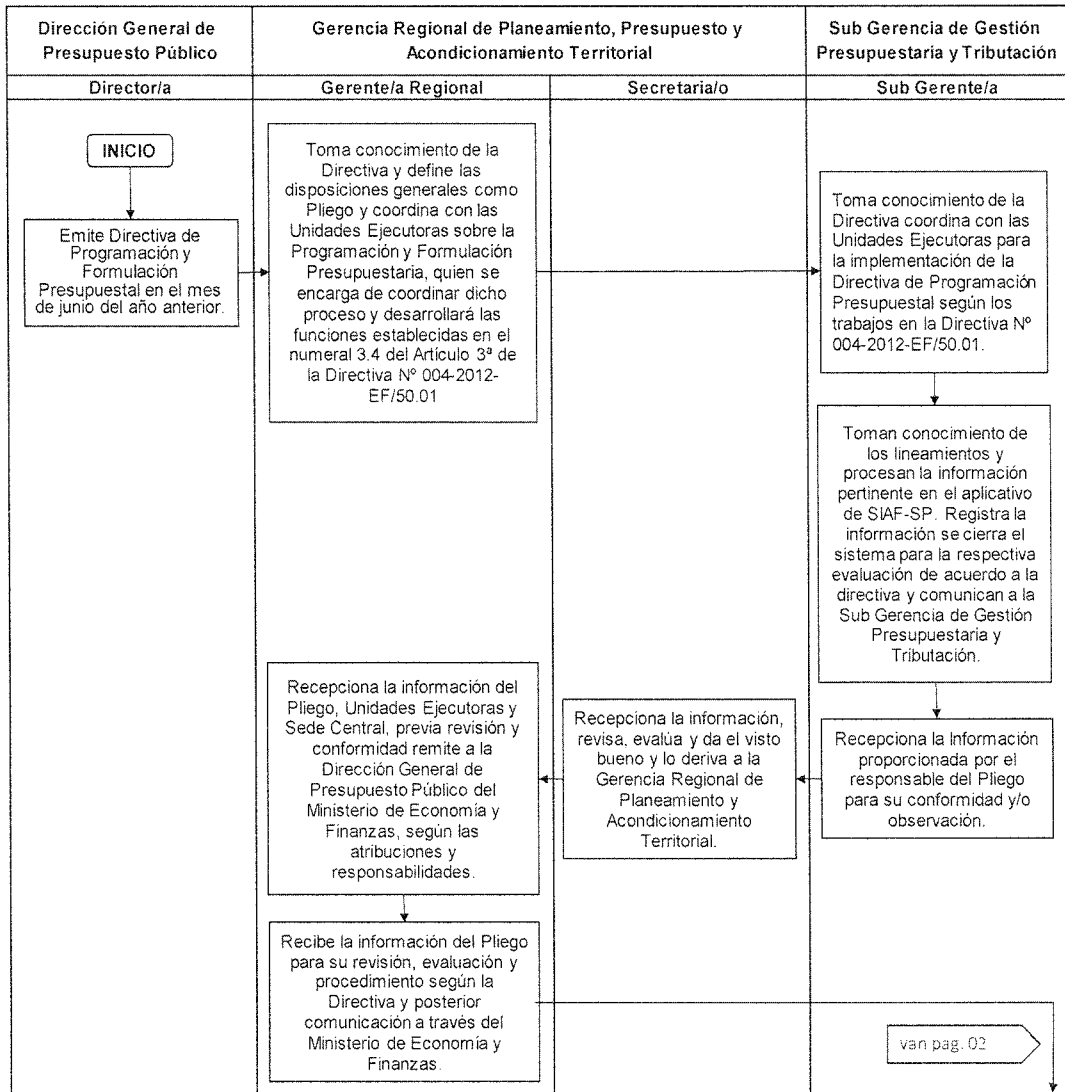 Dirección General de
Presupuesto Público
Gerencia Regional de Planeamiento, Presupuesto y
Acondicionamiento Territorial
Sub Gerencia de Gestión
Presupuestaria y Tributación
Director/a
Gerente/a Regional
Secretaria/o
Sub Gerente/a
INICIO
Emite Directiva de
Programación y
Formulación
Presupuestal en el mes
de junio del año anterior.
Toma conocimiento de la
Directiva y define las
disposiciones generales como
Pliego y coordina con las
Unidades Ejecutoras sobre la
Programación y Formulación
Presupuestaria, quien se
encarga de coordinar dicho
proceso y desarrollará las
funciones establecidas en el
numeral 3.4 del Artículo 3ª de
la Directiva Nº 004-2012-
EF/50.01
Toma conocimiento de la
Directiva coordina con las
Unidades Ejecutoras para
la implementación de la
Directiva de Programación
Presupuestal según los
trabajos en la Directiva Nº
004-2012-EF/50.01.
Toman conocimiento de
los lineamientos y
procesan la información
pertinente en el aplicativo
de SIAF-SP. Registra la
información se cierra el
sistema para la respectiva
evaluación de acuerdo a la
directiva y comunican a la
Sub Gerencia de Gestión
Presupuestaria y
Tributación.
Recepciona la Información
proporcionada por el
responsable del Pliego
para su conformidad y/o
observación.
Recepciona la información,
revisa, evalúa y da el visto
bueno y lo deriva a la
Gerencia Regional de
Planeamiento y
Acondicionamiento
Territorial.
Recepciona la información del
Pliego, Unidades Ejecutoras y
Sede Central, previa revisión y
conformidad remite a la
Dirección General de
Presupuesto Público del
Ministerio de Economía y
Finanzas, según las
atribuciones y
responsabilidades.
Recibe la información del Pliego
para su revisión, evaluación y
procedimiento según la
Directiva y posterior
comunicación a través del
Ministerio de Economía y
Finanzas.
van pag. 02